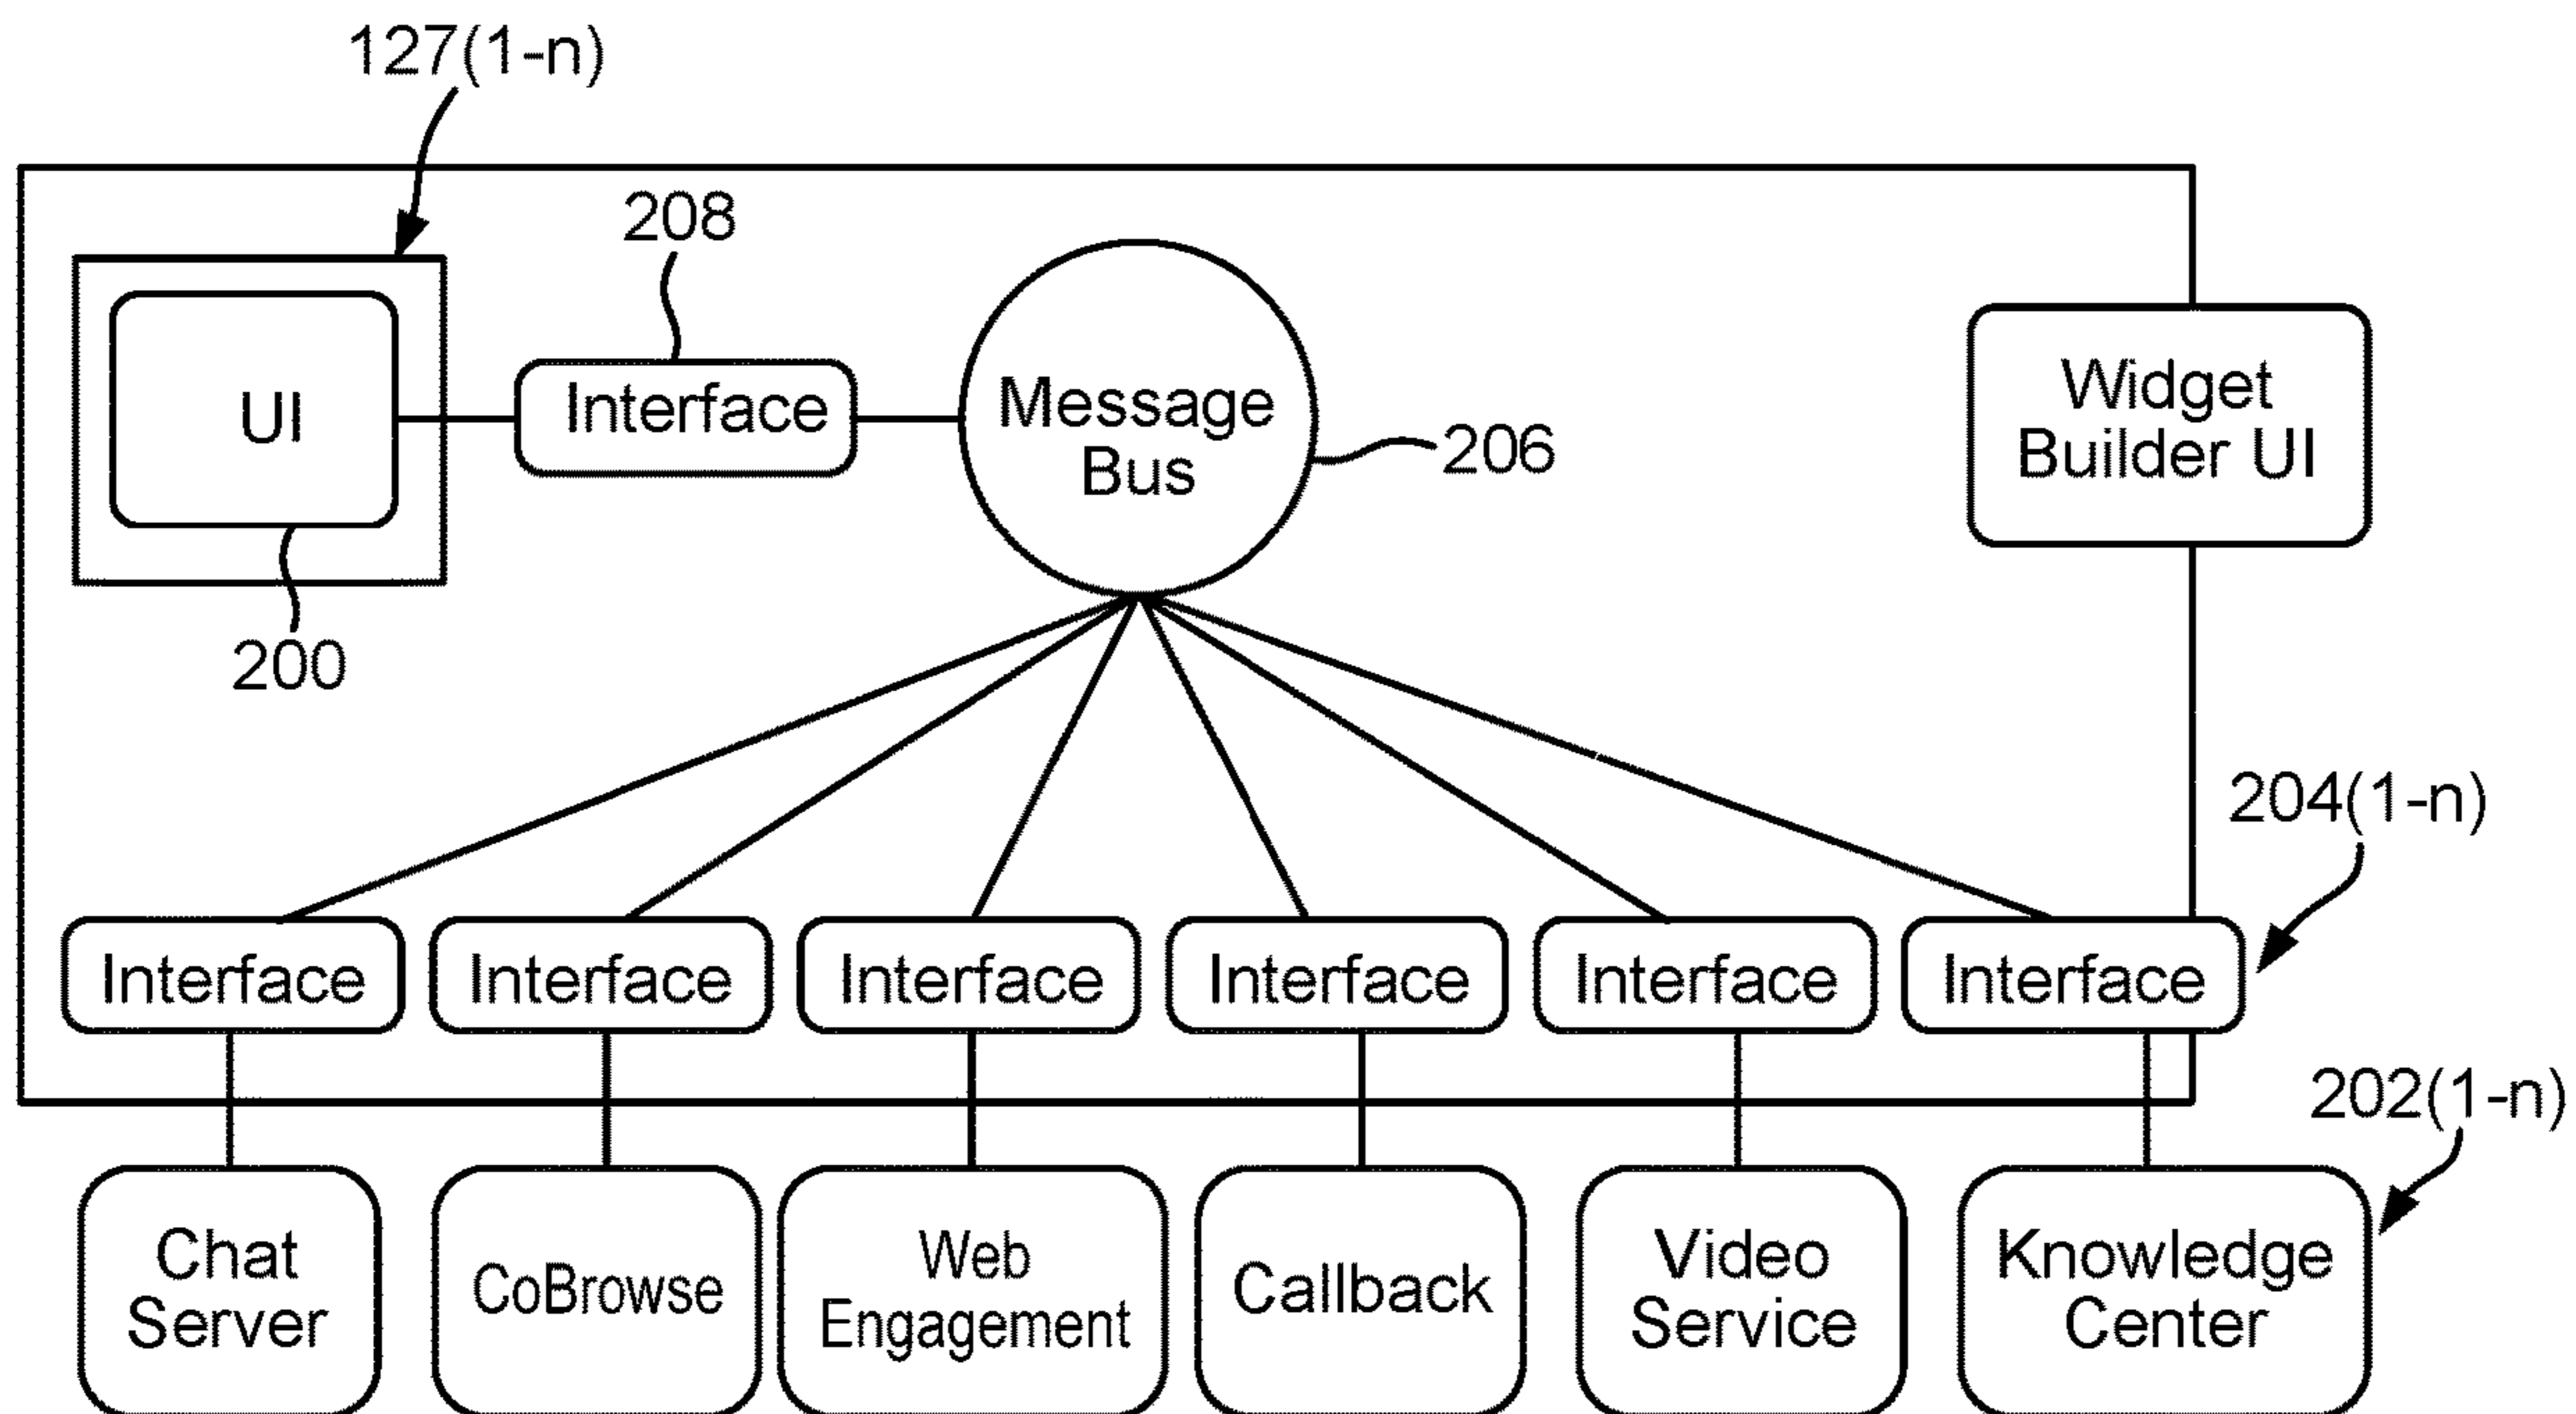 127(1-n)
208
UI
Interface
Message
Bus
206
Widget
Builder UI
200
204(1-n)
Interface
Interface
Interface
Interface
Interface
Interface
202(1-n)
Chat
Server
CoBrowse
Web
Engagement
Callback
Video
Service
Knowledge
Center